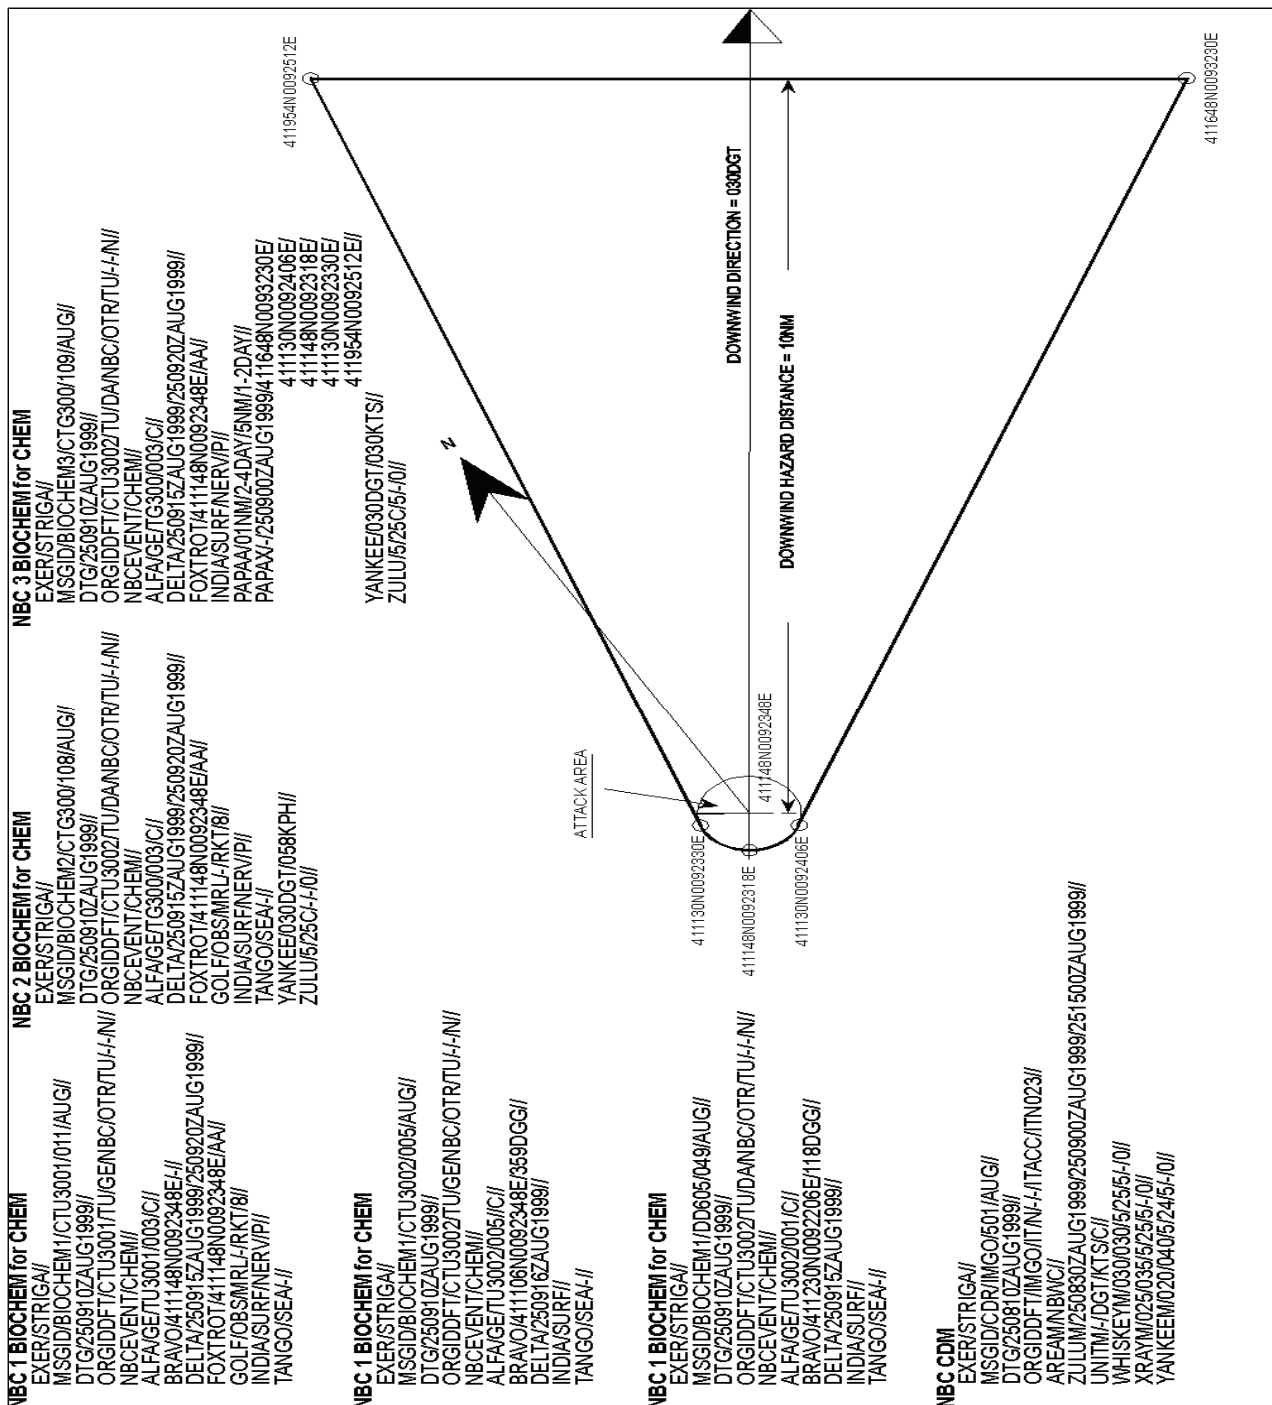 NBC 1 BIOCHEM for CHEM
EXER/STRIGA//
MSGID/BIOCHEM1/CTU3001/011/AUG//
DTG/250910ZAUG1999//
ORGIDDFT/CTU3001/TU/GE/NBC/OTR/TU/-/-/N//
NBCEVENT/CHEM//
ALFA/GE/TU3001/003/C//
BRAVO/411148N0092348E/-//
DELTA/250915ZAUG1999/250920ZAUG1999//
FOXTROT/411148N0092348E/AA//
GOLF/OBS/MRL/-/RKT/8//
INDIA/SURF/NERV/P//
TANGO/SEA/-//
NBC 1 BIOCHEM for CHEM
EXER/STRIGA//
MSGID/BIOCHEM1/CTU3002/005/AUG//
DTG/250910ZAUG1999//
ORGIDDFT/CTU3002/TU/GE/NBC/OTR/TU/-/-/N//
NBCEVENT/CHEM//
ALFA/GE/TU3002/005//C//
BRAVO/411106N0092348E/359DGG//
DELTA/250916ZAUG1999//
INDIA/SURF//
TANGO/SEA/-//
NBC 1 BIOCHEM for CHEM
EXER/STRIGA//
MSGID/BIOCHEM1/DD605/049/AUG//
DTG/250910ZAUG1999//
ORGIDDFT/CTU3002/TU/DA/NBC/OTR/TU/-/-/N//
NBCEVENT/CHEM//
ALFA/GE/TU3002/001/C//
BRAVO/411230N0092206E/118DGG//
DELTA/250915ZAUG1999//
INDIA/SURF//
TANGO/SEA/-//
NBC CDM
EXER/STRIGA//
MSGID/CDR/IMGO/501/AUG//
DTG/250810ZAUG1999//
ORGIDDFT/IMGO/IT/N/-/-/ITACC/ITN023//
AREAM/NBWC//
ZULUM/250830ZAUG1999/250900ZAUG1999/251500ZAUG1999//
UNITM/-/DGT/KTS/C//
WHISKEYM/030/030/5/25/5/-/0//
XRAYM/025/035/5/25/5/-/0//
YANKEEM/020/040/5/24/5/-/0//
NBC 2 BIOCHEM for CHEM
EXER/STRIGA//
MSGID/BIOCHEM2/CTG300/108/AUG//
DTG/250910ZAUG1999//
ORGIDDFT/CTU3002/TU/DA/NBC/OTR/TU/-/-/N//
NBCEVENT/CHEM//
ALFA/GE/TG300/003/C//
DELTA/250915ZAUG1999/250920ZAUG1999//
FOXTROT/411148N0092348E/AA//
GOLF/OBS/MRL/-/RKT/8//
INDIA/SURF/NERV/P//
TANGO/SEA/-//
YANKEE/030DGT/058KPH//
ZULU/5/25C/-/-/0//
NBC 3 BIOCHEM for CHEM
EXER/STRIGA//
MSGID/BIOCHEM3/CTG300/109/AUG//
DTG/250910ZAUG1999//
ORGIDDFT/CTU3002/TU/DA/NBC/OTR/TU/-/-/N//
NBCEVENT/CHEM//
ALFA/GE/TG300/003/C//
DELTA/250915ZAUG1999/250920ZAUG1999//
FOXTROT/411148N0092348E/AA//
INDIA/SURF/NERV/P//
PAPAA/01NM/2-4DAY/5NM/1-2DAY//
PAPAX/-/250900ZAUG1999/411648N0093230E/
411130N0092406E/
411148N0092318E/
411130N0092330E/
411954N0092512E//
YANKEE/030DGT/030KTS//
ZULU/5/25C/5/-/0//
411954N0092512E
N
ATTACK AREA
411130N0092330E
411148N0092318E
411130N0092406E
411148N0092348E
DOWNWIND DIRECTION = 030DGT
DOWNWIND HAZARD DISTANCE = 10NM
411648N0093230E